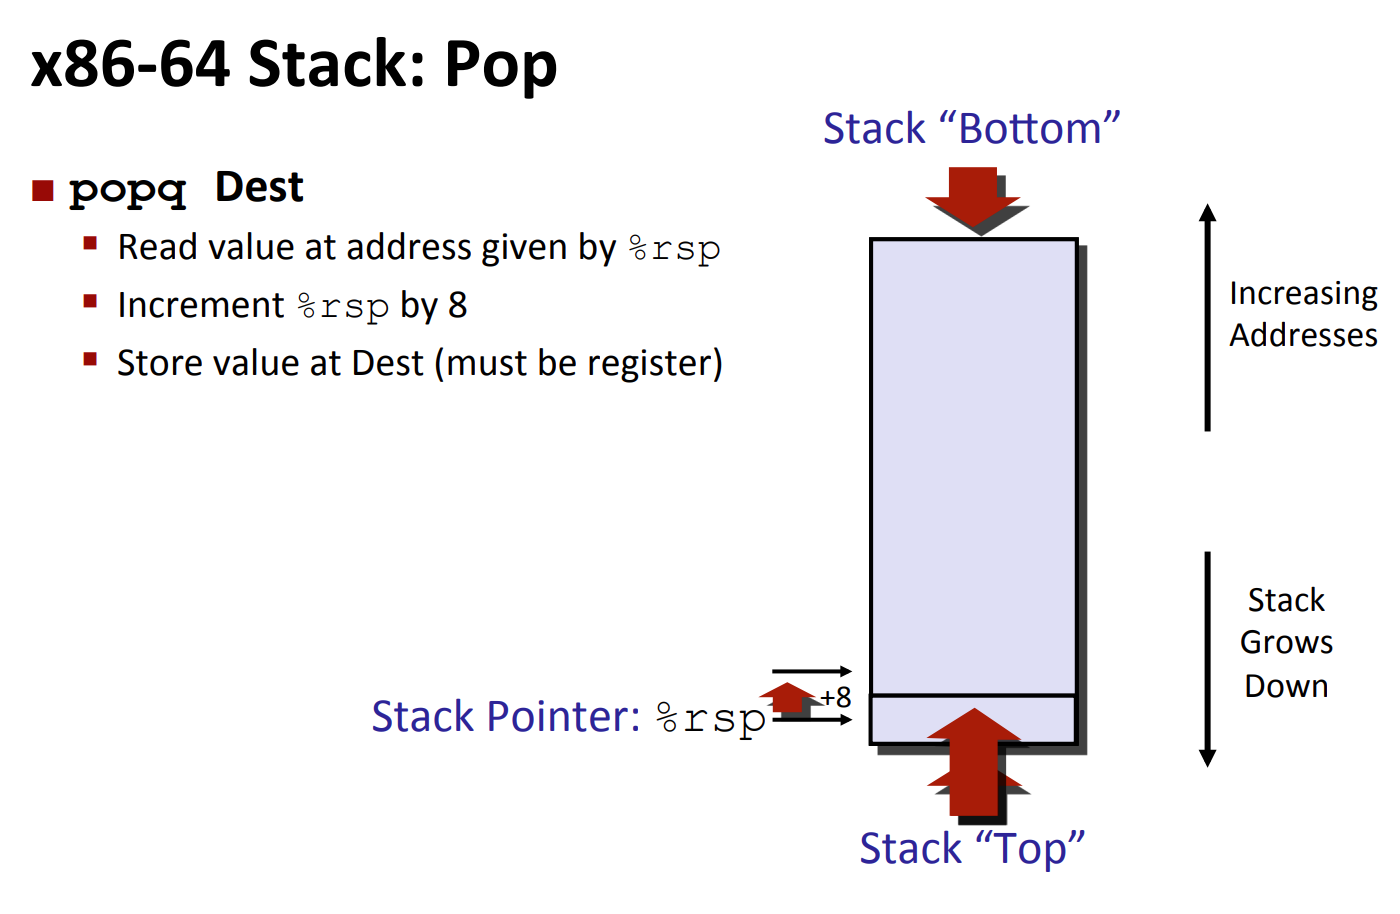 x86-64 Stack: Pop
popq Dest
Read value at address given by %rsp
Increment %rsp by 8
Store value at Dest (must be register)
Stack “Bottom”
Increasing
Addresses
Stack
Grows
Down
+8
Stack Pointer: %rsp
Stack “Top”